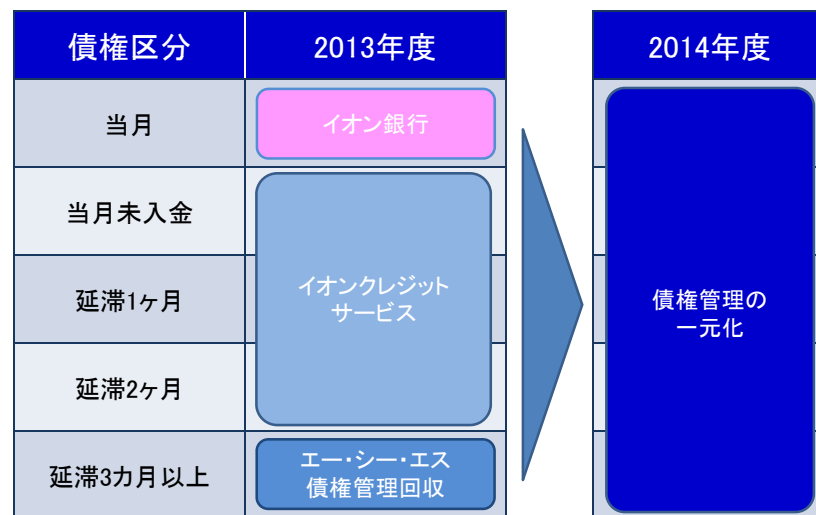 債権区分
2013年度
2014年度
当月
イオン銀行
当月未入金
延滞1ヶ月
イオンクレジット
サービス
債権管理の
一元化
延滞2ヶ月
延滞3カ月以上
エー・シー・エス
債権管理回収